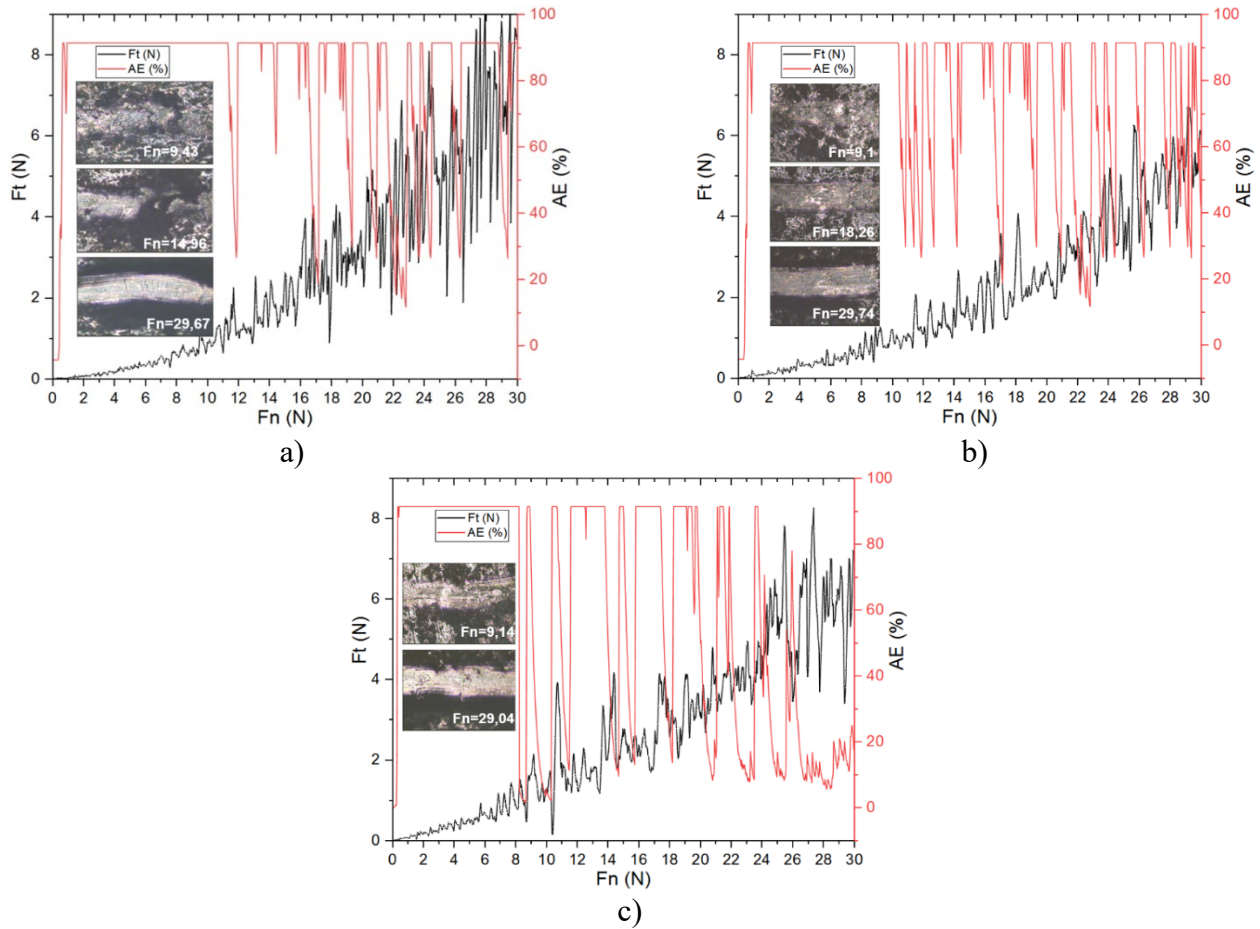 Ft (N)
AE (%)
Fn=9,43
Fn=14,96
Fn=29,67
0 2 4 6 8
Ft (N)
0 20 40 60 80 100
AE (%)
0 2 4 6 8 10 12 14 16 18 20 22 24 26 28 30
Fn (N)
a)
Ft (N)
AE (%)
Fn=9,1
Fn=18,26
Fn=29,74
0 2 4 6 8
Ft (N)
0 20 40 60 80 100
AE (%)
0 2 4 6 8 10 12 14 16 18 20 22 24 26 28 30
Fn (N)
b)
Ft (N)
AE (%)
Fn=9,14
Fn=29,04
0 2 4 6 8
Ft (N)
0 20 40 60 80 100
AE (%)
0 2 4 6 8 10 12 14 16 18 20 22 24 26 28 30
Fn (N)
c)